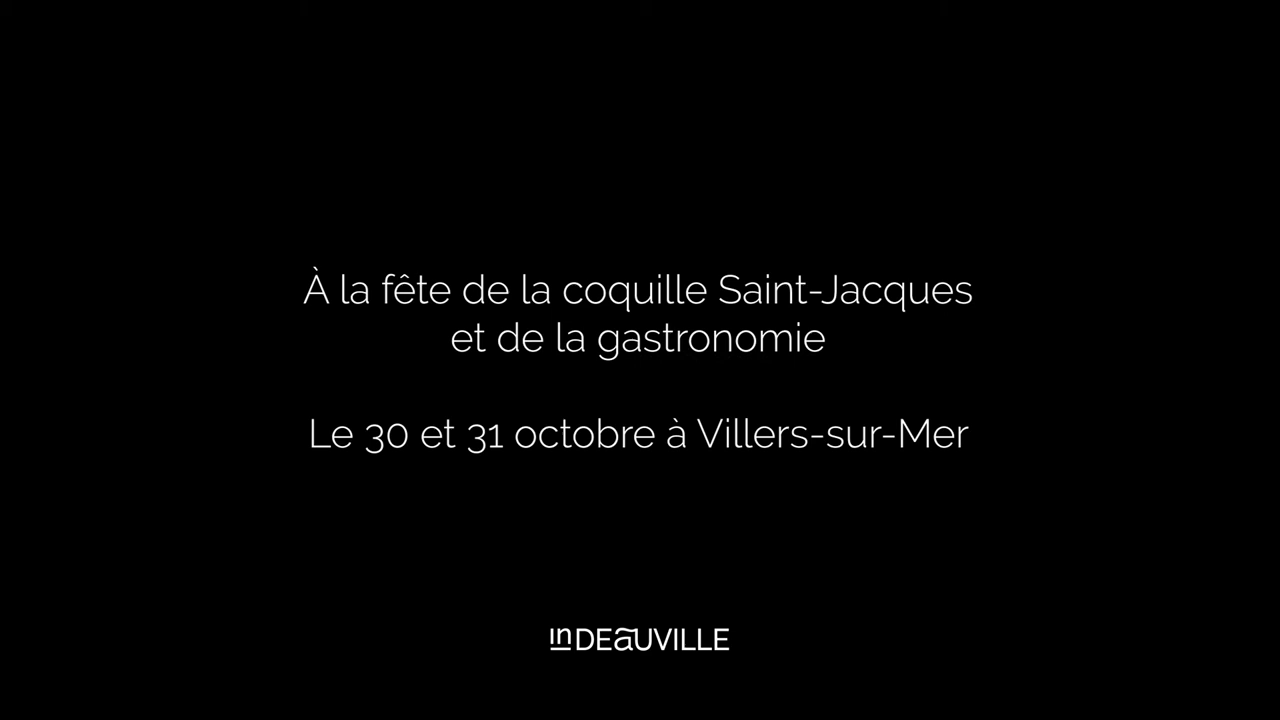 À la fête de la coquille Saint-Jacques
et de la gastronomie
Le 30 et 31 octobre à Villers-sur-Mer
inDEauVILLE